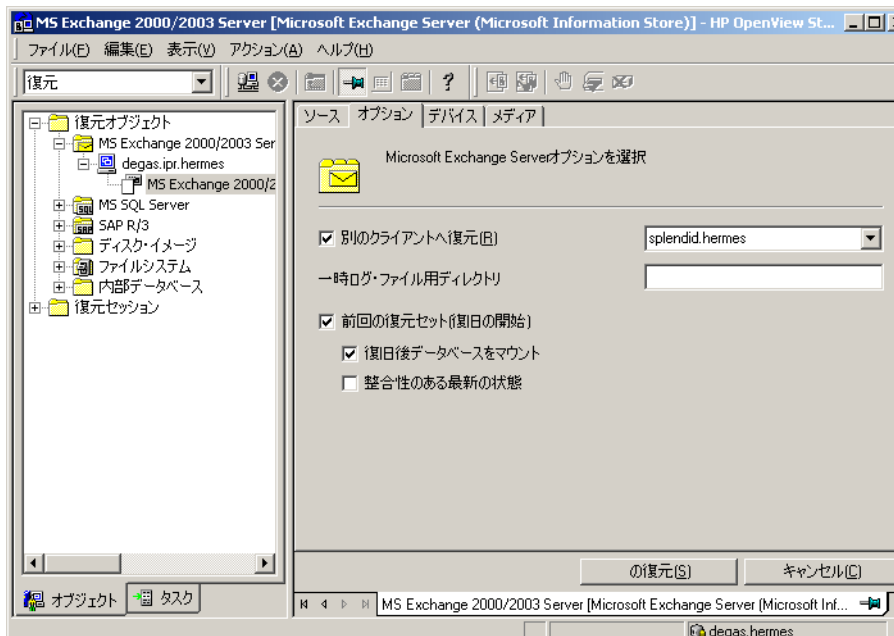 MS Exchange 2000/2003 Server [Microsoft Exchange Server (Microsoft Information Store)] - HP OpenView St...
ファイル(F) 編集(E) 表示(V) アクション(A) ヘルプ(H)
復元
復元オブジェクト
MS Exchange 2000/2003 Ser
degas.ipr.hermes
MS Exchange 2000/2
MS SQL Server
SAP R/3
ディスク・イメージ
ファイルシステム
内部データベース
復元セッション
オブジェクト タスク
ソース オプション デバイス メディア
Microsoft Exchange Serverオプションを選択
別のクライアントへ復元(R) splendid.hermes
一時ログ・ファイル用ディレクトリ
前回の復元セット(復旧の開始)
復旧後データベースをマウント
整合性のある最新の状態
の復元(S) キャンセル(C)
MS Exchange 2000/2003 Server [Microsoft Exchange Server (Microsoft Inf...
degas.hermes